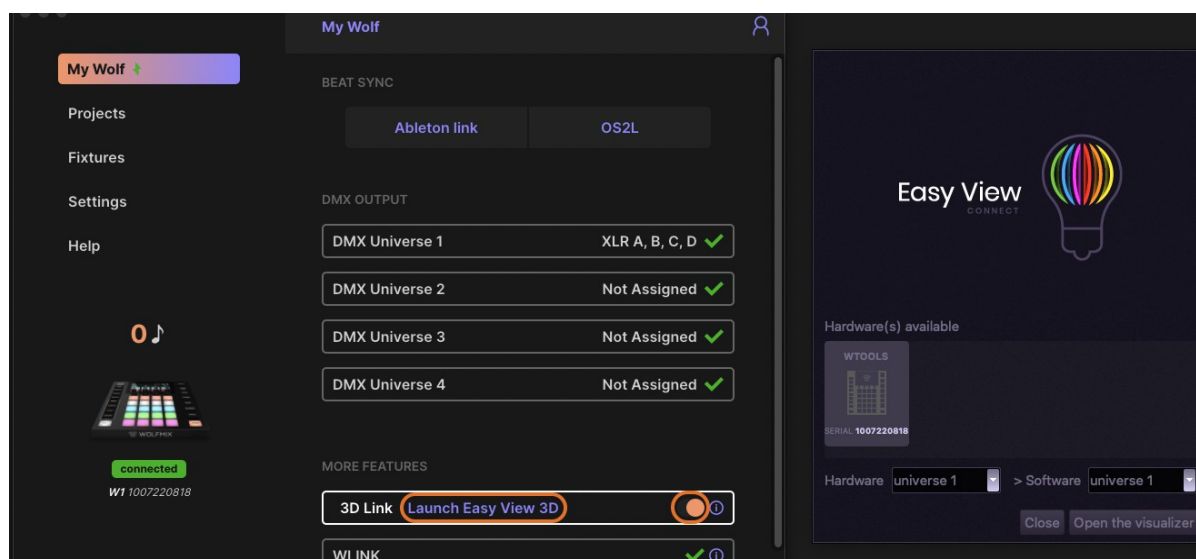 My Wolf
Projects
Fixtures
Settings
Help
0
WOLFMIX
connected
W1 1007220818
My Wolf
BEAT SYNC
Ableton link
OS2L
DMX OUTPUT
DMX Universe 1 XLR A, B, C, D
DMX Universe 2 Not Assigned
DMX Universe 3 Not Assigned
DMX Universe 4 Not Assigned
MORE FEATURES
3D Link Launch Easy View 3D
WLINK
Easy View
CONNECT
Hardware(s) available
WTOOLS
SERIAL 1007220818
Hardware universe 1 > Software universe 1
Close Open the visualizer